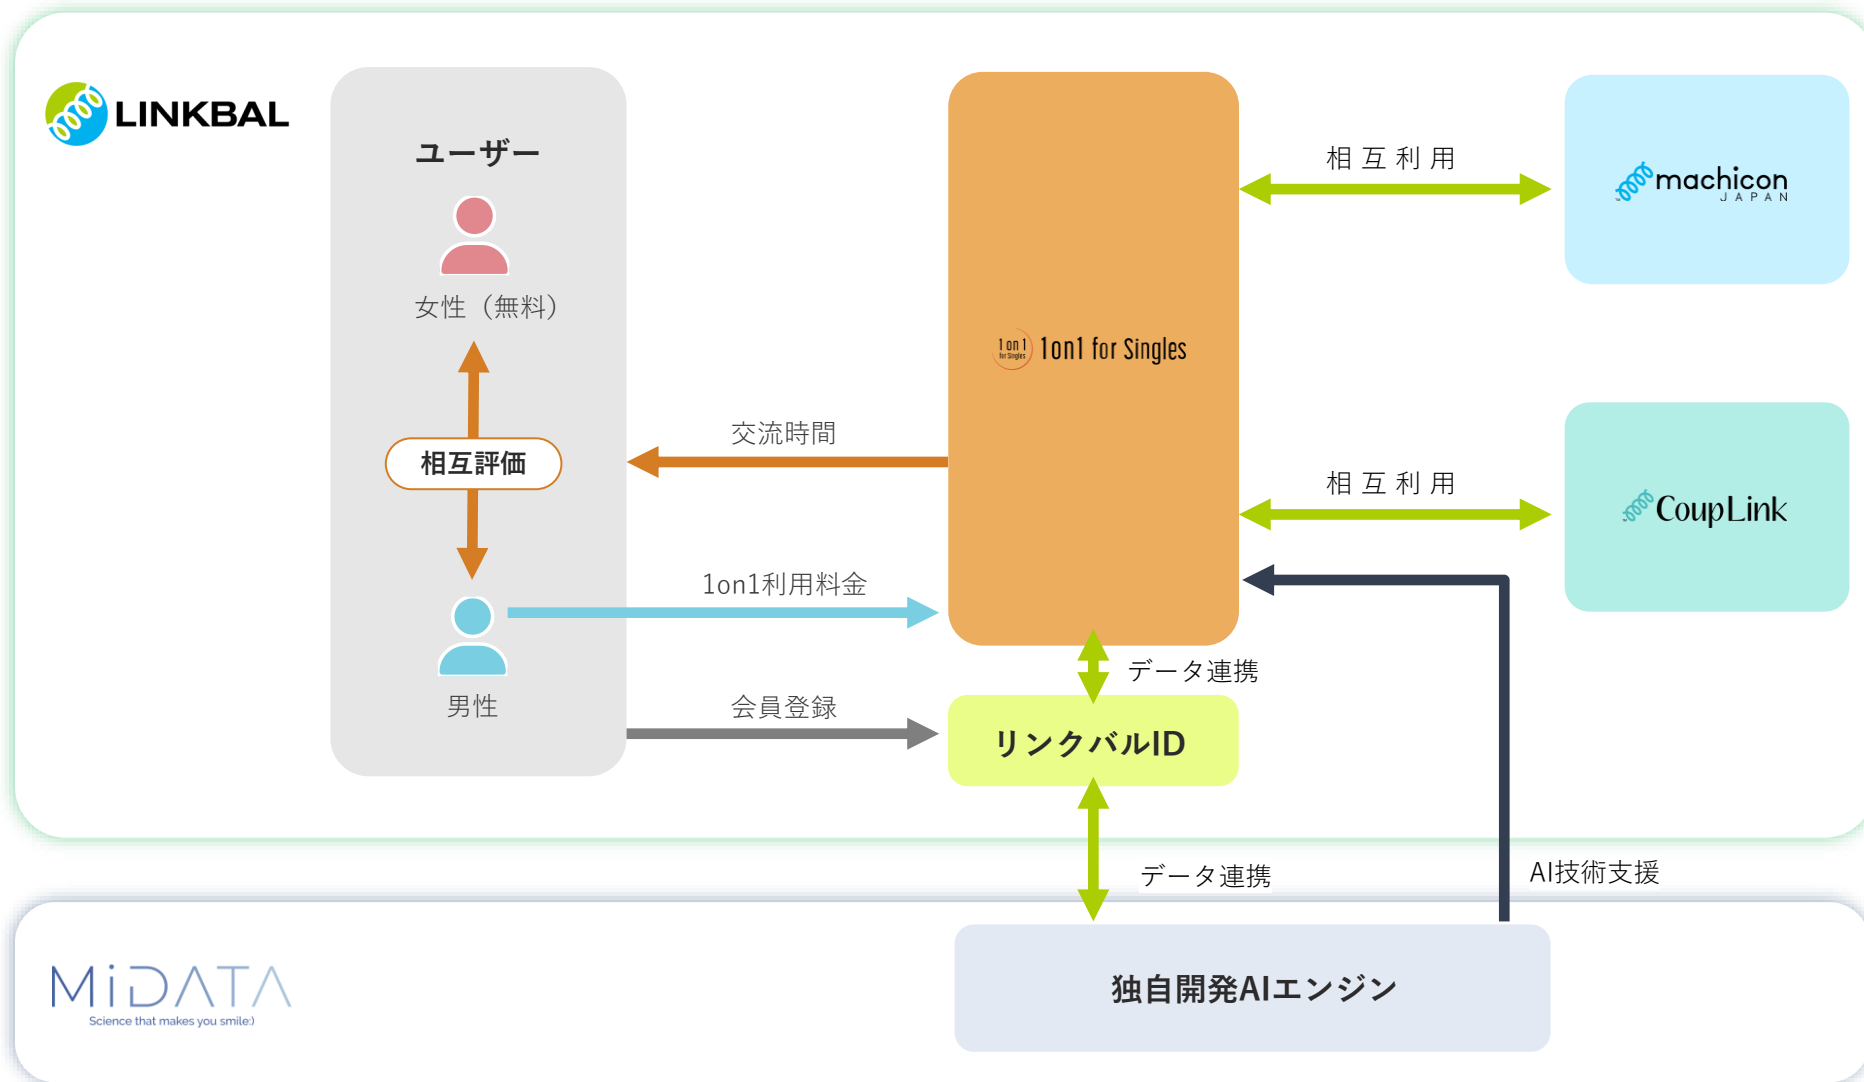 LINKBAL
ユーザー
女性（無料）
相互評価
男性
交流時間
1on1利用料金
会員登録
1on1
for Singles
1on1 for Singles
相互利用
machicon
JAPAN
相互利用
CoupLink
データ連携
リンクバルID
データ連携
AI技術支援
MiDATA
Science that makes you smile:)
独自開発AIエンジン